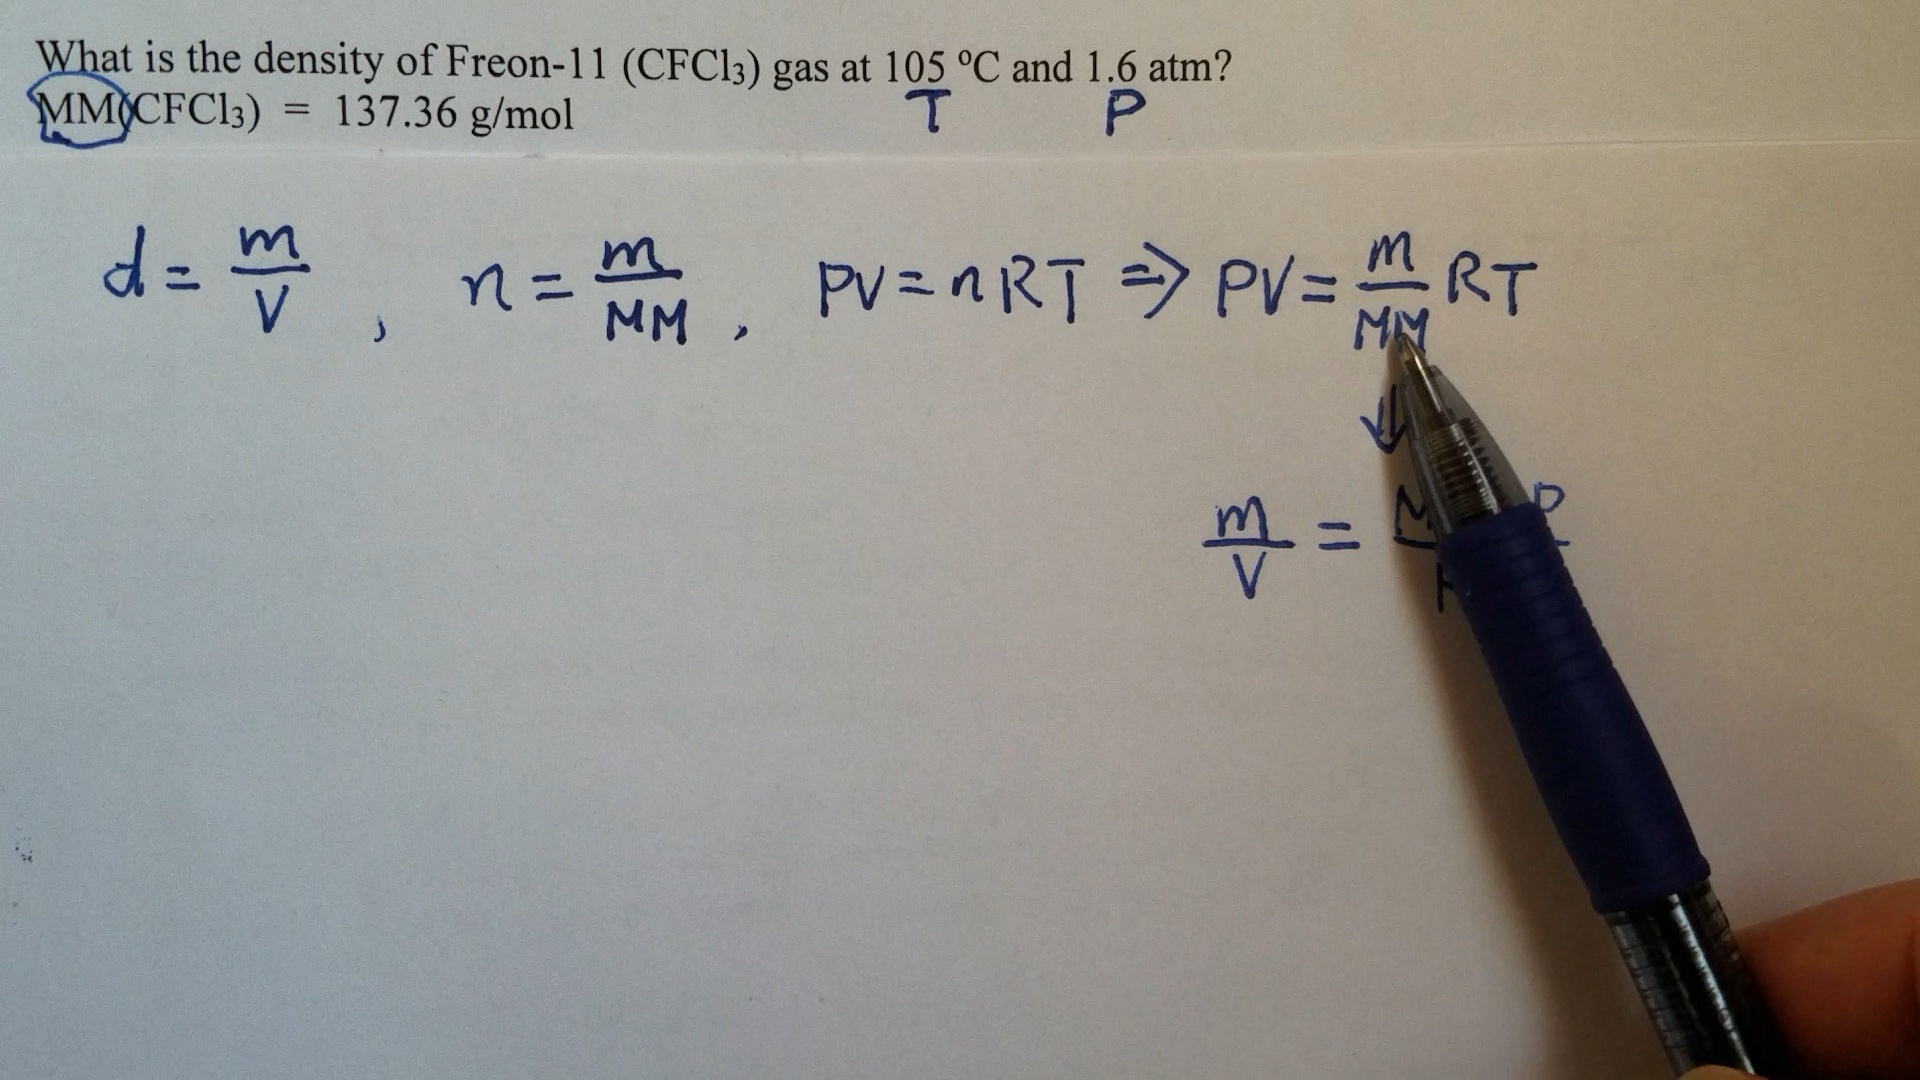 What is the density of Freon-11 (CFCl₃) gas at 105 ºC and 1.6 atm?
MM(CFCl₃) = 137.36 g/mol
T P
d = m/V , n = m/MM , PV = nRT ⇒ PV = m/MM RT
⇓
m/V =